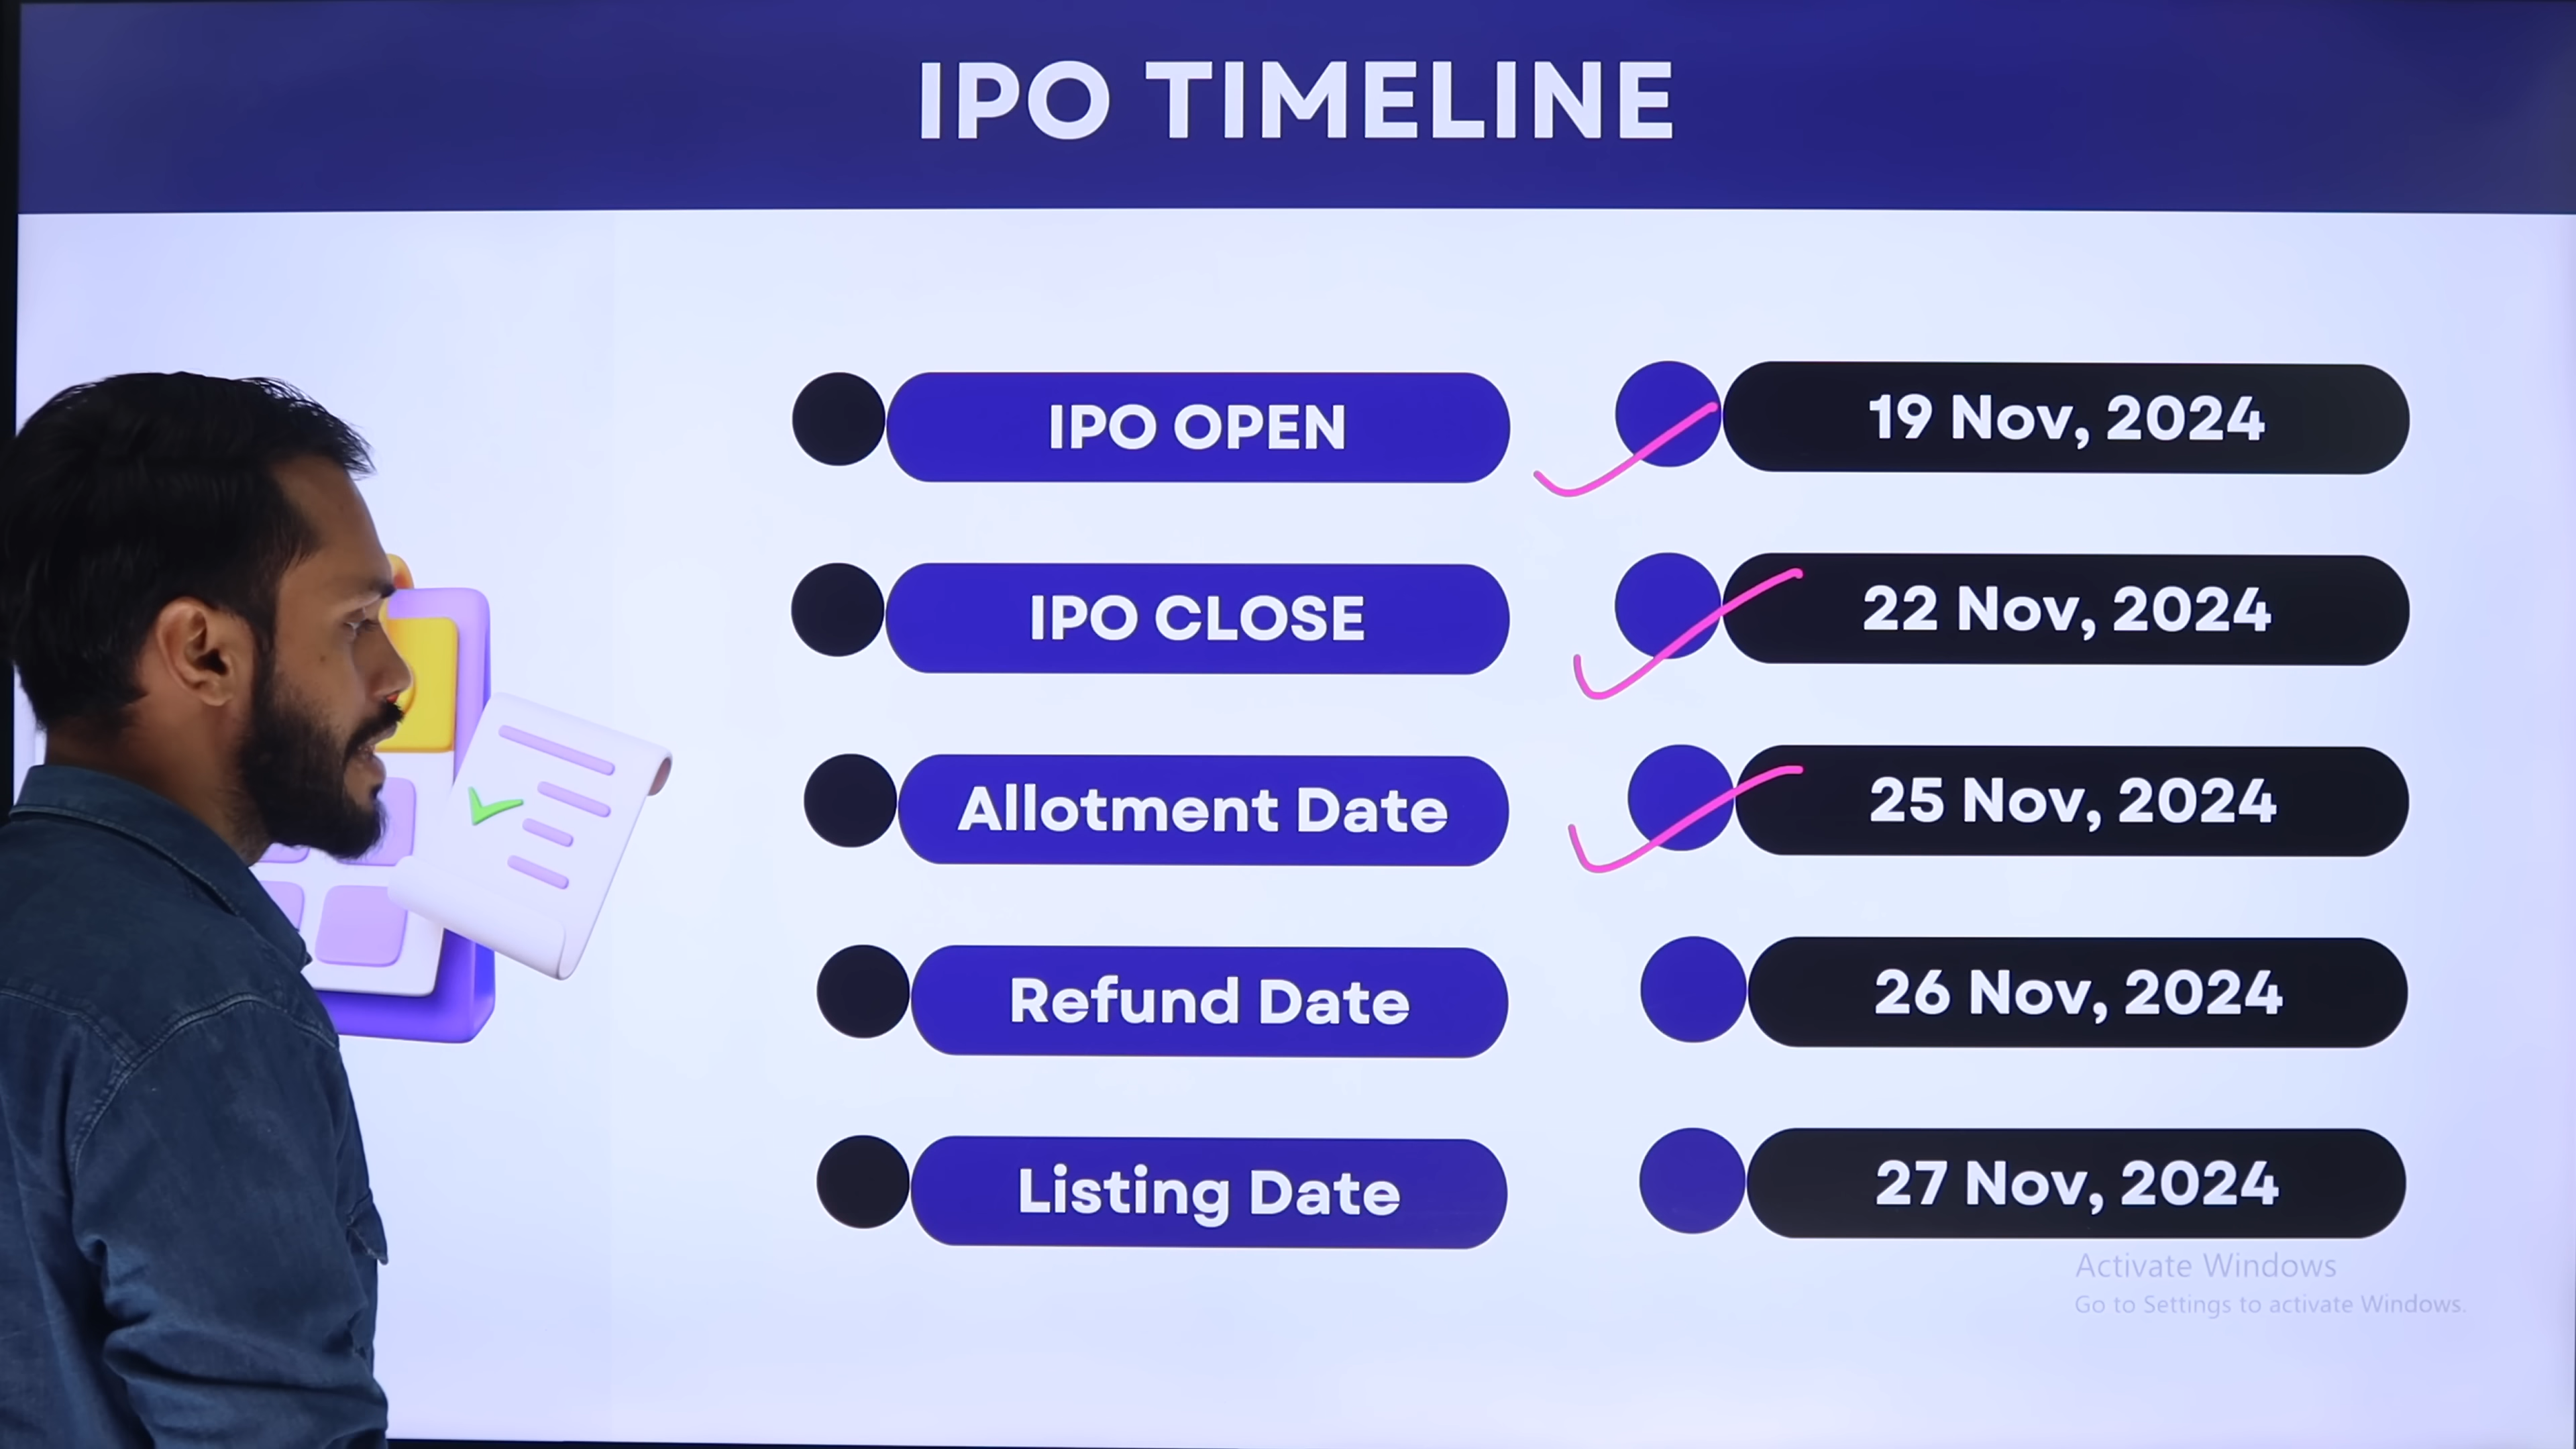 IPO TIMELINE
IPO OPEN
19 Nov, 2024
IPO CLOSE
22 Nov, 2024
Allotment Date
25 Nov, 2024
Refund Date
26 Nov, 2024
Listing Date
27 Nov, 2024
Activate Windows
Go to Settings to activate Windows.